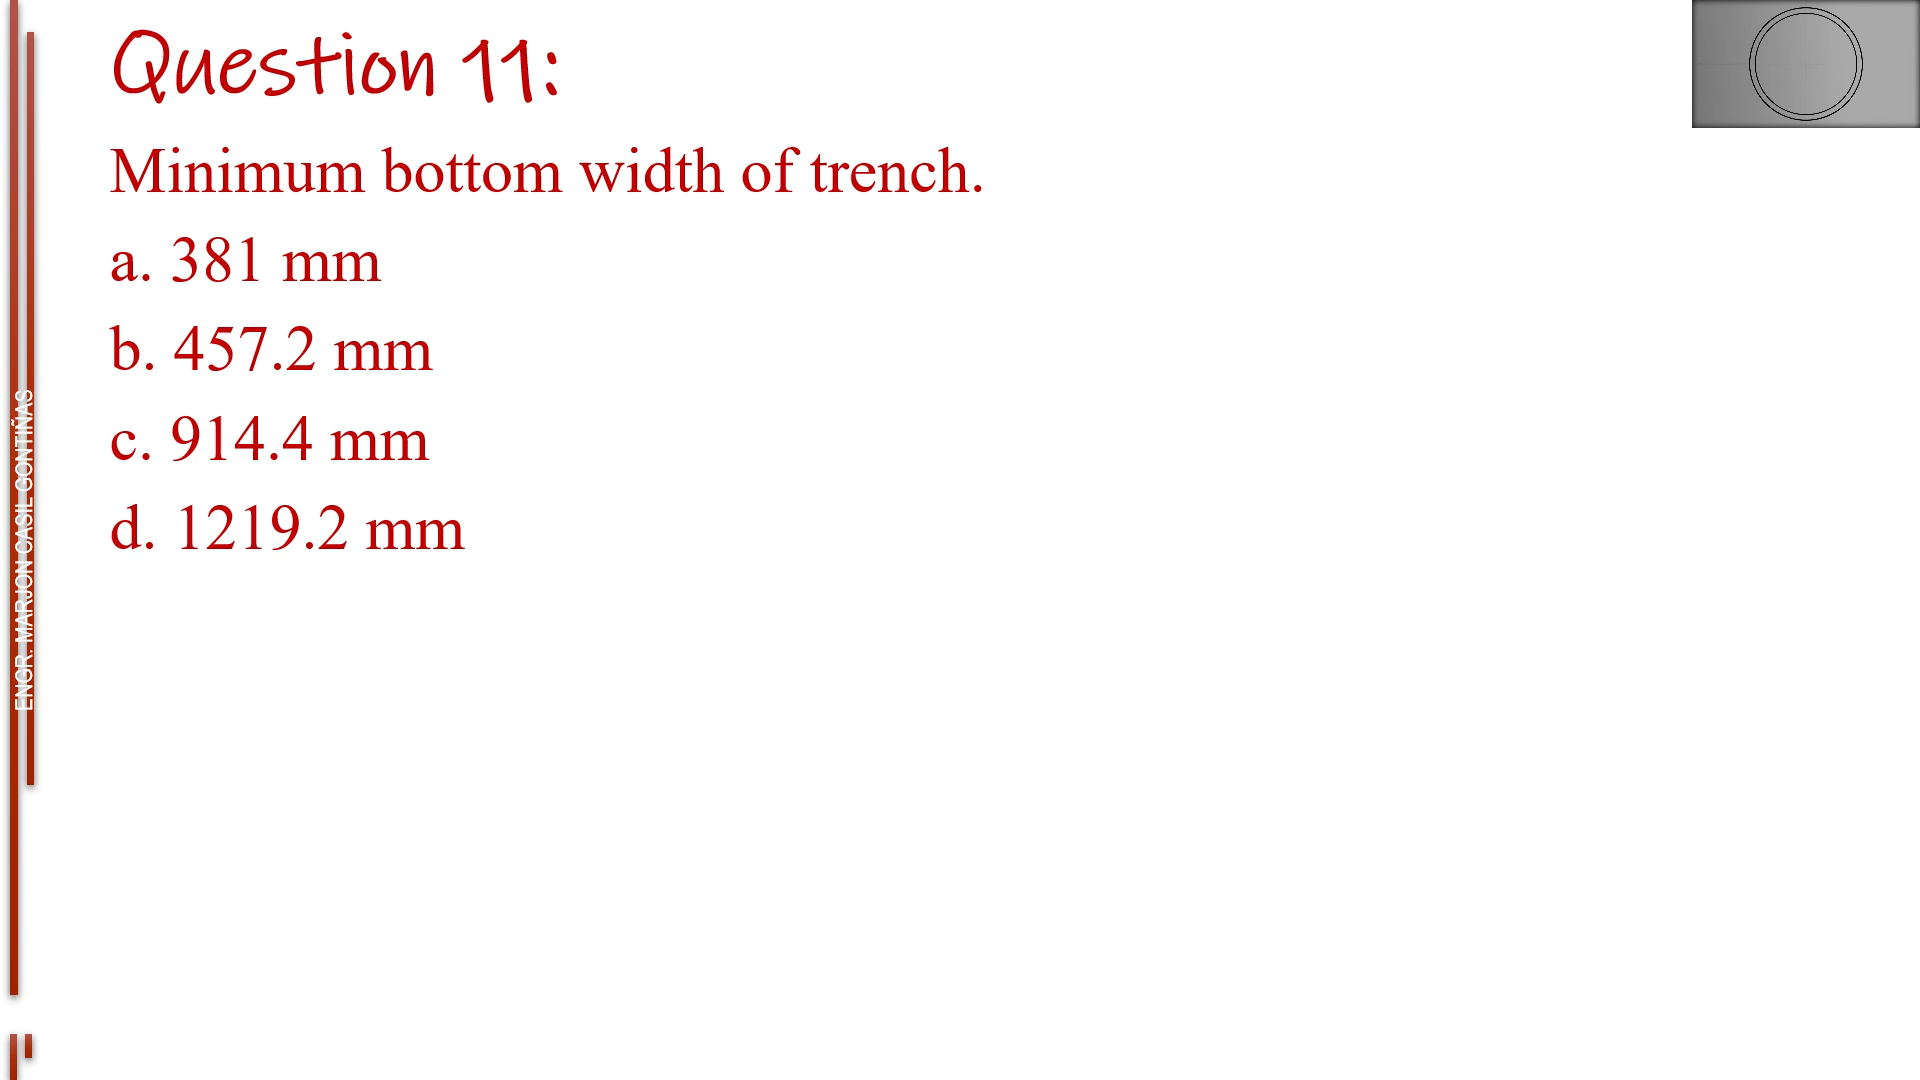 Question 11:
Minimum bottom width of trench.
a. 381 mm
b. 457.2 mm
c. 914.4 mm
d. 1219.2 mm
ENGR. MARJON CASIL GONTIÑAS